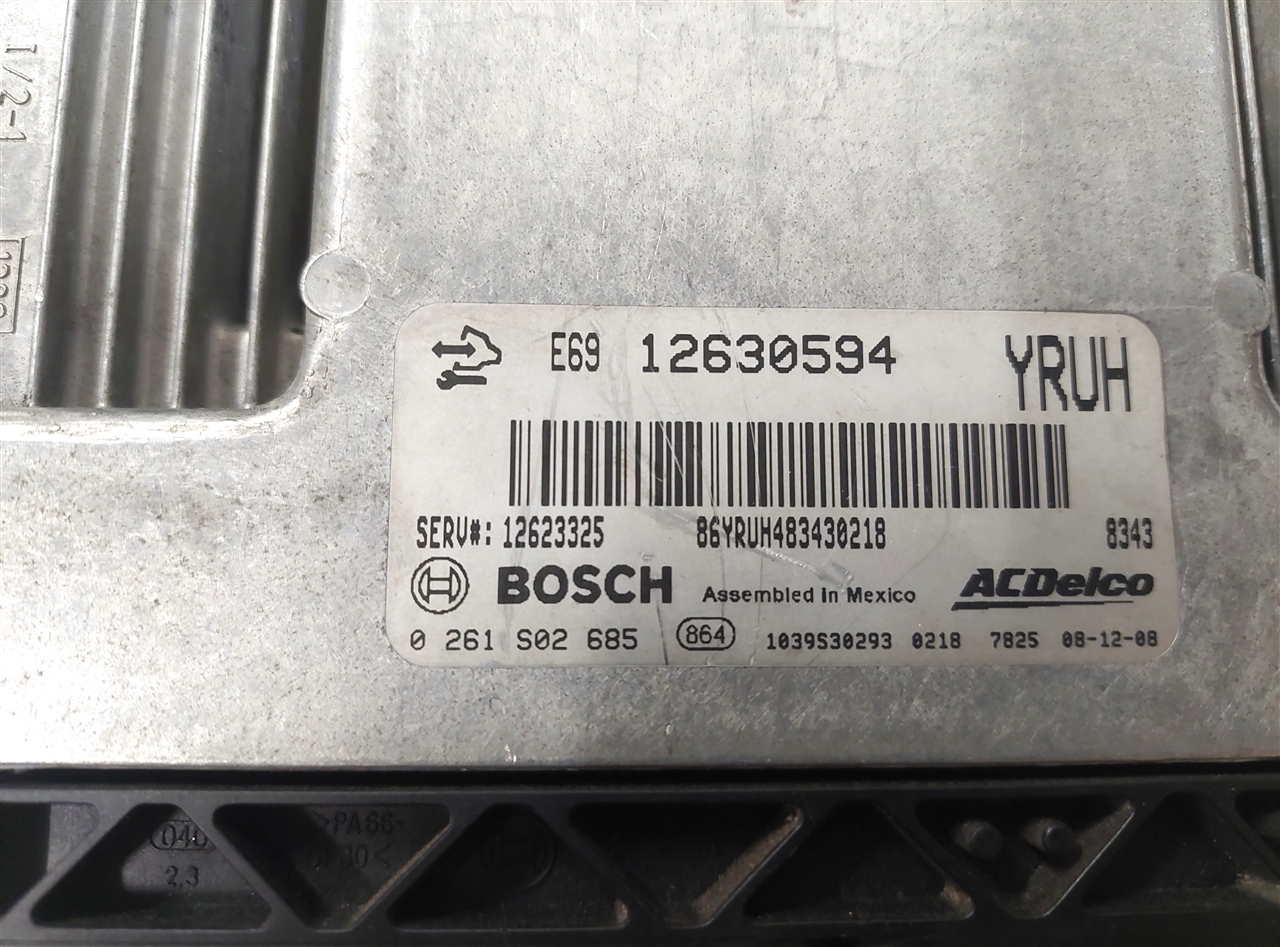 1/2-1
E69 12630594 YRUH
SERV#: 12623325 86YRUH483430218 8343
BOSCH Assembled In Mexico ACDelco
0 261 S02 685 864 1039S30293 0218 7825 08-12-08
040 >PA66-
2.3